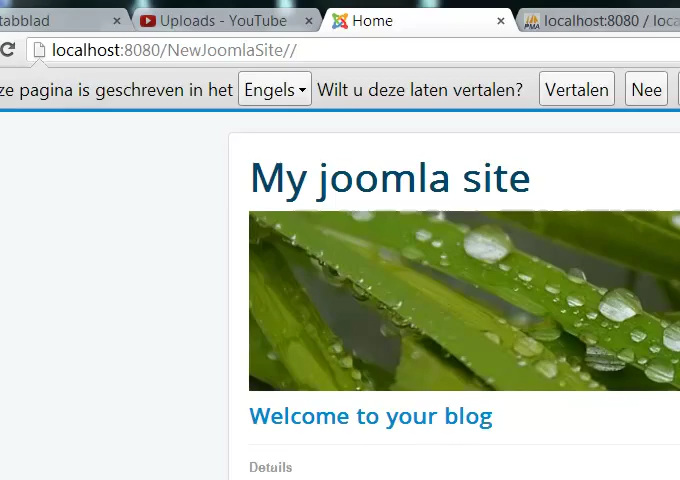 tabblad
Uploads - YouTube
Home
PMA
localhost:8080 / loca
localhost:8080/NewJoomlaSite//
ze pagina is geschreven in het Engels Wilt u deze laten vertalen? Vertalen Nee
My joomla site
Welcome to your blog
Details